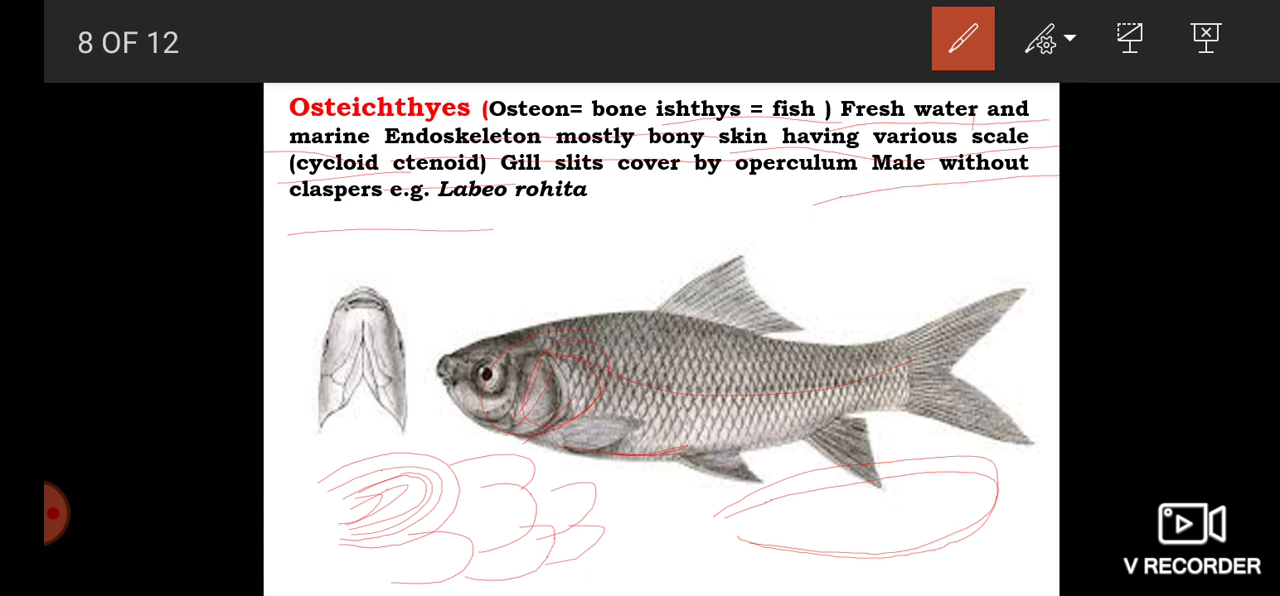 8 OF 12
Osteichthyes (Osteon= bone ishthys = fish ) Fresh water and
marine Endoskeleton mostly bony skin having various scale
(cycloid ctenoid) Gill slits cover by operculum Male without
claspers e.g. Labeo rohita
V RECORDER